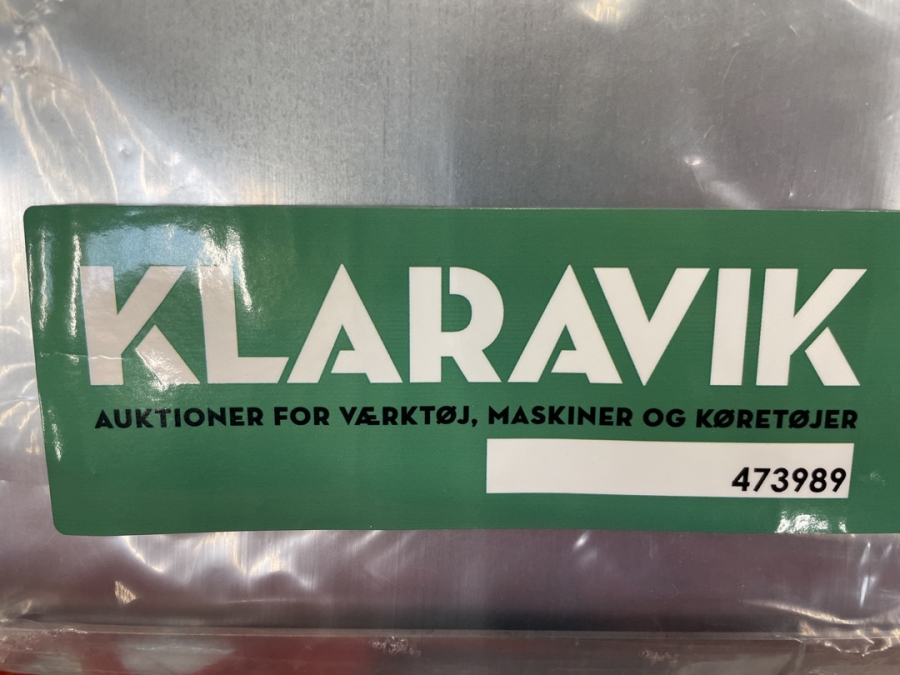 KLARAVIK
AUKTIONER FOR VÆRKTØJ, MASKINER OG KØRETØJER
473989